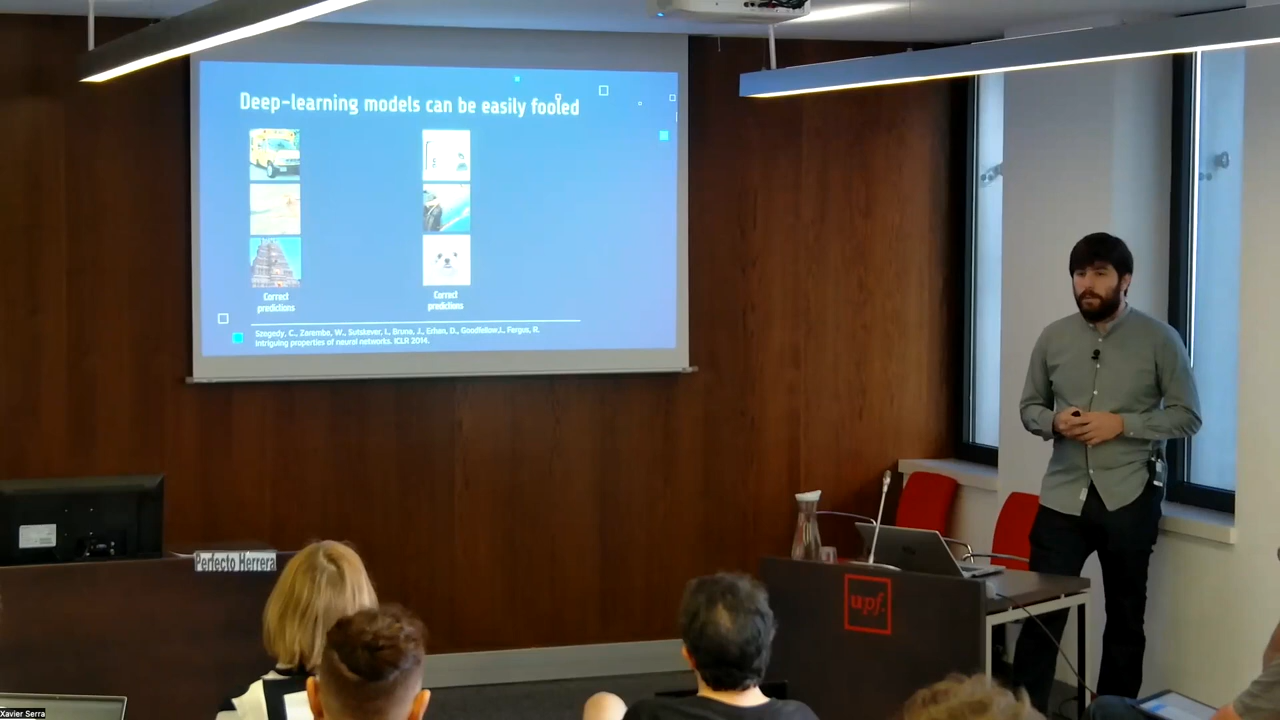 Deep-learning models can be easily fooled
Correct
predictions
Correct
predictions
Szegedy, C., Zaremba, W., Sutskever, I., Bruna, J., Erhan, D., Goodfellow,I., Fergus, R.
Intriguing properties of neural networks. ICLR 2014.
Perfecto Herrera
upf.
Xavier Serra